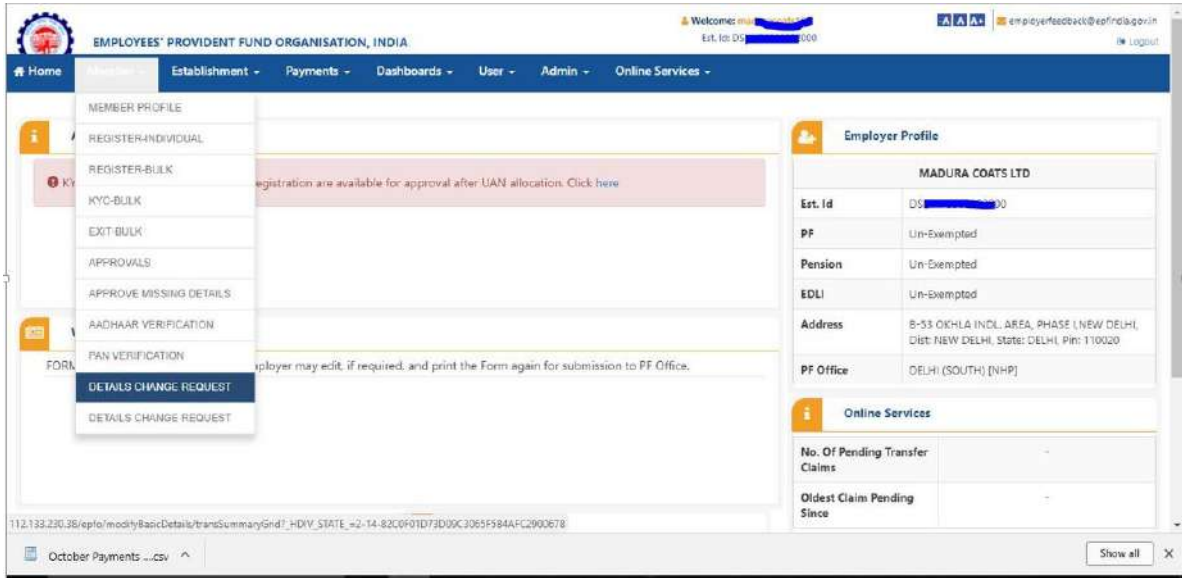 Welcome:
Est. Id: DS 000
A A A+
employerfeedback@epfindia.gov.in
Logout
EMPLOYEES' PROVIDENT FUND ORGANISATION, INDIA
Home Member Establishment Payments Dashboards User Admin Online Services
MEMBER PROFILE
REGISTER-INDIVIDUAL
REGISTER-BULK
KYC-BULK
EXIT-BULK
APPROVALS
APPROVE MISSING DETAILS
AADHAAR VERIFICATION
PAN VERIFICATION
DETAILS CHANGE REQUEST
DETAILS CHANGE REQUEST
egistration are available for approval after UAN allocation. Click here
ployer may edit, if required, and print the Form again for submission to PF Office.
Employer Profile
MADURA COATS LTD
Est. Id DS 00
PF Un-Exempted
Pension Un-Exempted
EDLI Un-Exempted
Address B-53 OKHLA INDL. AREA, PHASE I,NEW DELHI,
Dist: NEW DELHI, State: DELHI, Pin: 110020
PF Office DELHI (SOUTH) [NHP]
Online Services
No. Of Pending Transfer
Claims -
Oldest Claim Pending
Since -
112.133.230.38/epfo/modifyBasicDetails/transSummaryGrid?_HDIV_STATE_=2-14-82C0F01D73D09C3065F584AFC2900678
October Payments ....csv
Show all